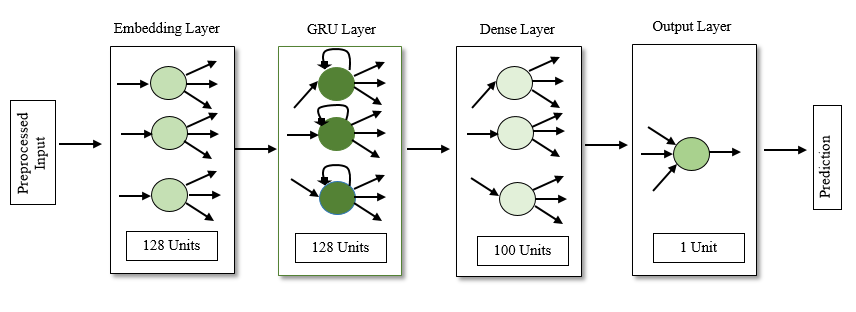 Preprocessed
Input
Embedding Layer
128 Units
GRU Layer
128 Units
Dense Layer
100 Units
Output Layer
1 Unit
Prediction